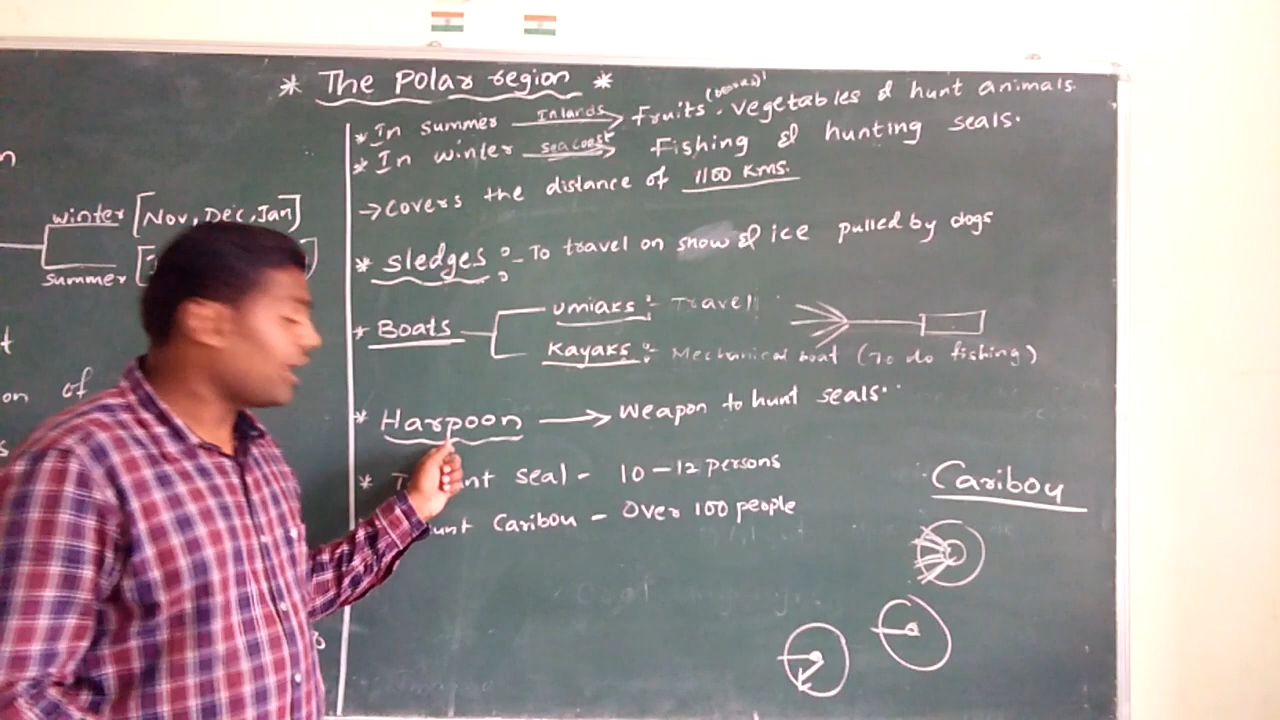 * The Polar region *
* In summer Inlands → fruits, (berries) vegetables & hunt animals.
* In winter sea coast → Fishing & hunting seals.
→ covers the distance of 1100 Kms.
* sledges :- To travel on snow & ice pulled by dogs
* Boats
umiaks :- Travel
Kayaks :- Mechanical boat (To do fishing)
* Harpoon → Weapon to hunt seals.
* seal - 10-12 persons
Caribou - Over 100 people
Caribou
winter [Nov, Dec, Jan]
summer [
on of